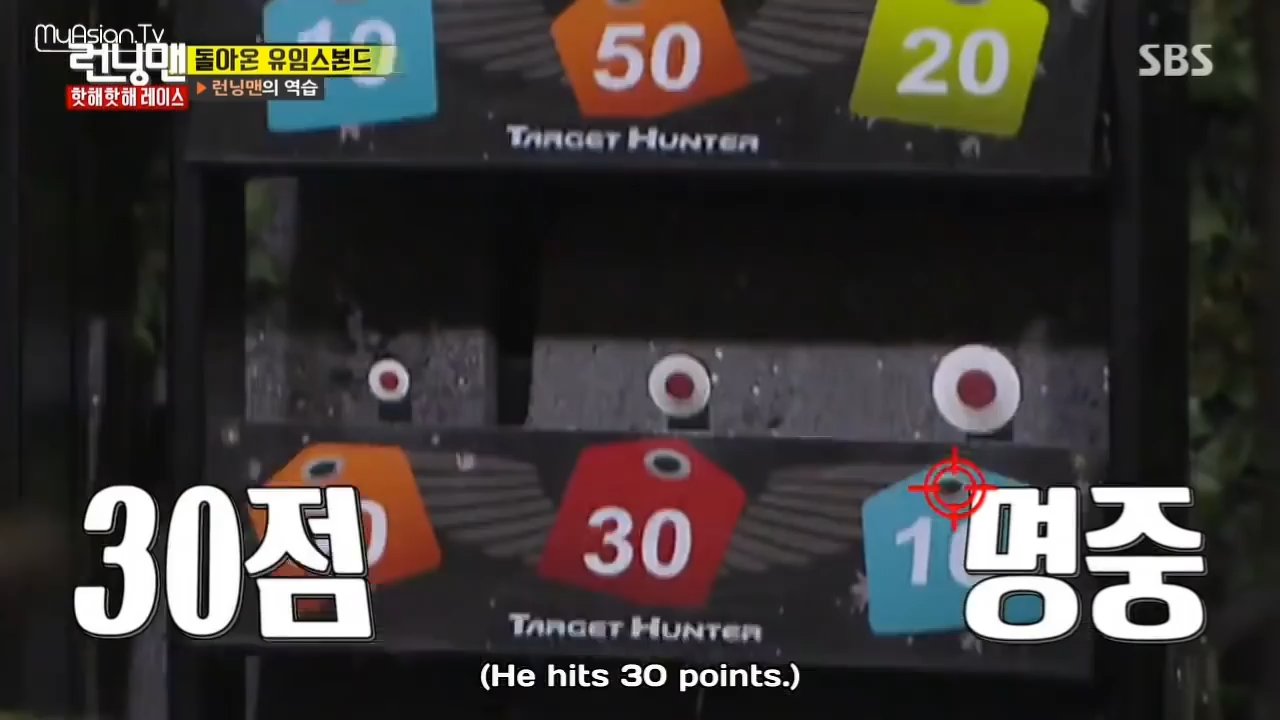 MyAsian.Tv
런닝맨
핫해핫해 레이스
돌아온 유임스본드
▶ 런닝맨의 역습
SBS
10 50 20
TARGET HUNTER
30 10
TARGET HUNTER
30점 명중
(He hits 30 points.)